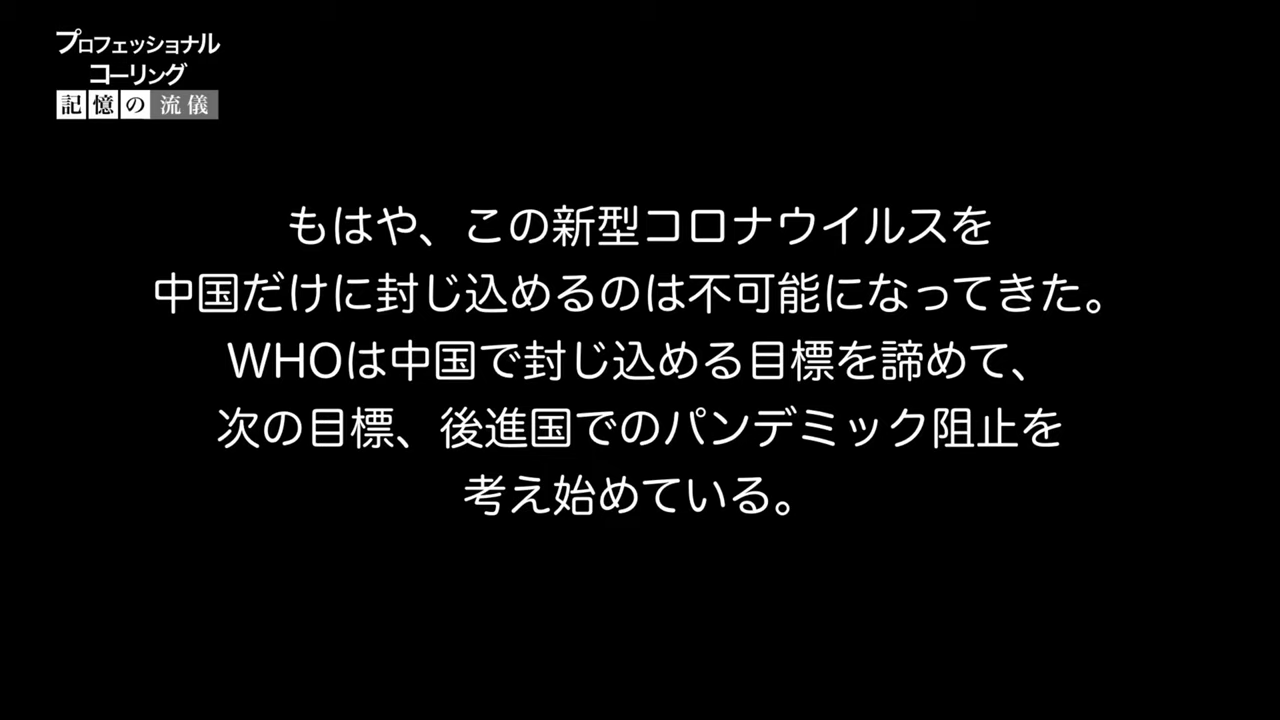 プロフェッショナル
コーリング
記憶の流儀
もはや、この新型コロナウイルスを
中国だけに封じ込めるのは不可能になってきた。
WHOは中国で封じ込める目標を諦めて、
次の目標、後進国でのパンデミック阻止を
考え始めている。